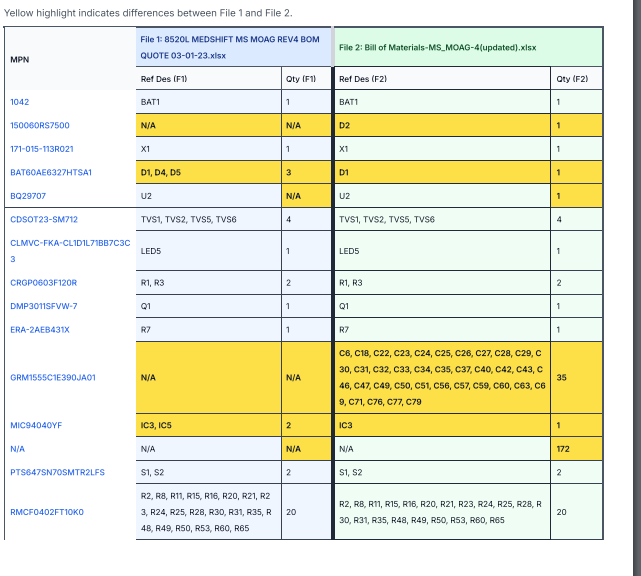 Yellow highlight indicates differences between File 1 and File 2.
MPN
File 1: 8520L MEDSHIFT MS MOAG REV4 BOM
QUOTE 03-01-23.xlsx
File 2: Bill of Materials-MS_MOAG-4(updated).xlsx
Ref Des (F1) Qty (F1) Ref Des (F2) Qty (F2)
1042 BAT1 1 BAT1 1
150060RS7500 N/A N/A D2 1
171-015-113R021 X1 1 X1 1
BAT60AE6327HTSA1 D1, D4, D5 3 D1 1
BQ29707 U2 N/A U2 1
CDSOT23-SM712 TVS1, TVS2, TVS5, TVS6 4 TVS1, TVS2, TVS5, TVS6 4
CLMVC-FKA-CL1D1L71BB7C3C
3
LED5 1 LED5 1
CRGP0603F120R R1, R3 2 R1, R3 2
DMP3011SFVW-7 Q1 1 Q1 1
ERA-2AEB431X R7 1 R7 1
GRM1555C1E390JA01 N/A N/A
C6, C18, C22, C23, C24, C25, C26, C27, C28, C29, C
30, C31, C32, C33, C34, C35, C37, C40, C42, C43, C
46, C47, C49, C50, C51, C56, C57, C59, C60, C63, C6
9, C71, C76, C77, C79
35
MIC94040YF IC3, IC5 2 IC3 1
N/A N/A N/A N/A 172
PTS647SN70SMTR2LFS S1, S2 2 S1, S2 2
RMCF0402FT10K0
R2, R8, R11, R15, R16, R20, R21, R2
3, R24, R25, R28, R30, R31, R35, R
48, R49, R50, R53, R60, R65
20
R2, R8, R11, R15, R16, R20, R21, R23, R24, R25, R28, R
30, R31, R35, R48, R49, R50, R53, R60, R65
20